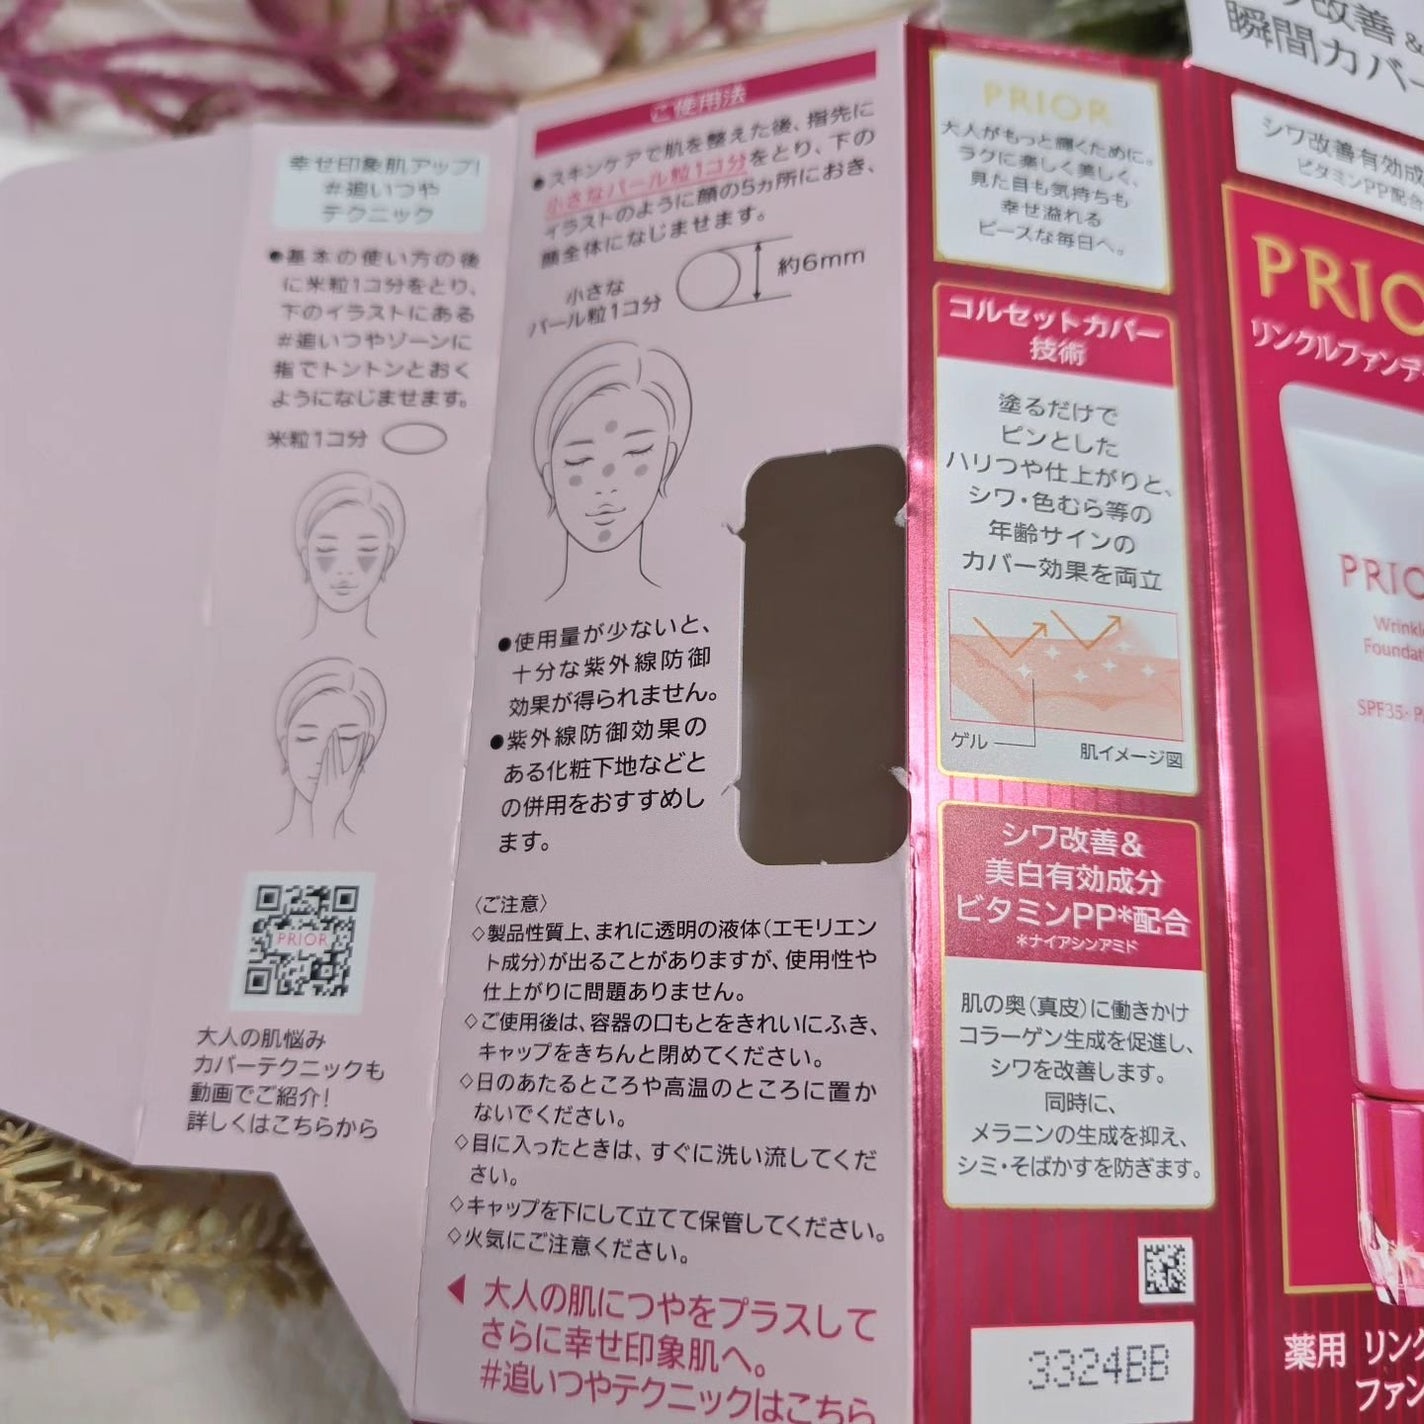 幸せ印象肌アップ!
#追いつや
テクニック
●基本の使い方の後
に米粒1コ分をとり、
下のイラストにある
#追いつやゾーンに
指でトントンとおく
ようになじませます。
米粒1コ分
PRIOR
大人の肌悩み
カバーテクニックも
動画でご紹介!
詳しくはこちらから
ご使用法
●スキンケアで肌を整えた後、指先に
小さなパール粒1コ分をとり、下の
イラストのように顔の5ヵ所におき、
顔全体になじませます。
小さな
パール粒1コ分
約6mm
●使用量が少ないと、
十分な紫外線防御
効果が得られません。
●紫外線防御効果の
ある化粧下地などと
の併用をおすすめし
ます。
〈ご注意〉
◇製品性質上、まれに透明の液体(エモリエン
ト成分)が出ることがありますが、使用性や
仕上がりに問題ありません。
◇ご使用後は、容器の口もとをきれいにふき、
キャップをきちんと閉めてください。
◇日のあたるところや高温のところに置か
ないでください。
◇目に入ったときは、すぐに洗い流してくだ
さい。
◇キャップを下にして立てて保管してください。
◇火気にご注意ください。
◀ 大人の肌につやをプラスして
さらに幸せ印象肌へ。
#追いつやテクニックはこちら
PRIOR
大人がもっと輝くために。
ラクに楽しく美しく、
見た目も気持ちも
幸せ溢れる
ピースな毎日へ。
コルセットカバー
技術
塗るだけで
ピンとした
ハリつや仕上がりと、
シワ・色むら等の
年齢サインの
カバー効果を両立
ゲル
肌イメージ図
シワ改善&
美白有効成分
ビタミンPP*配合
*ナイアシンアミド
肌の奥(真皮)に働きかけ
コラーゲン生成を促進し、
シワを改善します。
同時に、
メラニンの生成を抑え、
シミ・そばかすを防ぎます。
3324BB
改善&
瞬間カバー
シワ改善有効成
ビタミンPP配合
PRIO
リンクルファンデ
PRIO
Wrinkl
Foundati
SPF35・P
薬用 リンク
ファン